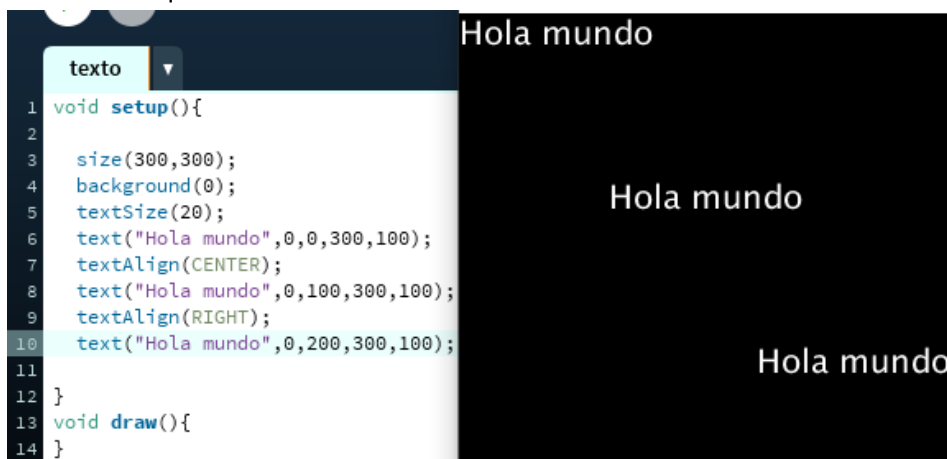 texto
1 void setup(){
2
3 size(300,300);
4 background(0);
5 textSize(20);
6 text("Hola mundo",0,0,300,100);
7 textAlign(CENTER);
8 text("Hola mundo",0,100,300,100);
9 textAlign(RIGHT);
10 text("Hola mundo",0,200,300,100);
11
12 }
13 void draw(){
14 }
Hola mundo
Hola mundo
Hola mundo